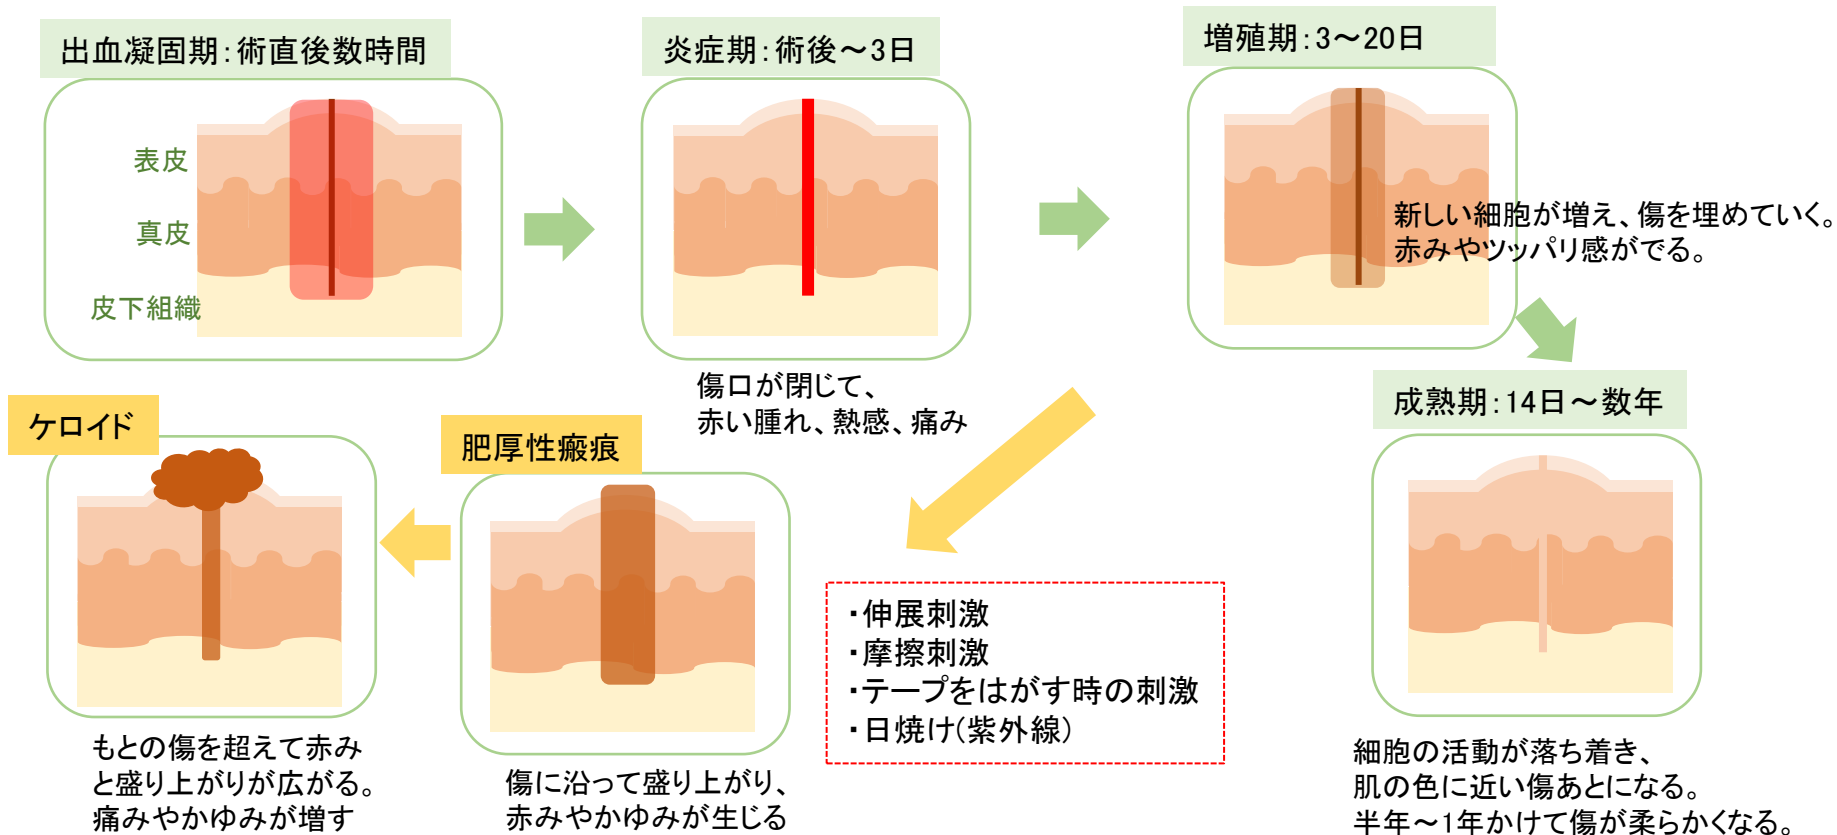 出血凝固期：術直後数時間
炎症期：術後～3日
増殖期：3～20日
表皮
真皮
皮下組織
新しい細胞が増え、傷を埋めていく。
赤みやツッパリ感がでる。
傷口が閉じて、
赤い腫れ、熱感、痛み
成熟期：14日～数年
細胞の活動が落ち着き、
肌の色に近い傷あとになる。
半年～1年かけて傷が柔らかくなる。
・伸展刺激
・摩擦刺激
・テープをはがす時の刺激
・日焼け(紫外線)
肥厚性瘢痕
傷に沿って盛り上がり、
赤みやかゆみが生じる
ケロイド
もとの傷を超えて赤み
と盛り上がりが広がる。
痛みやかゆみが増す